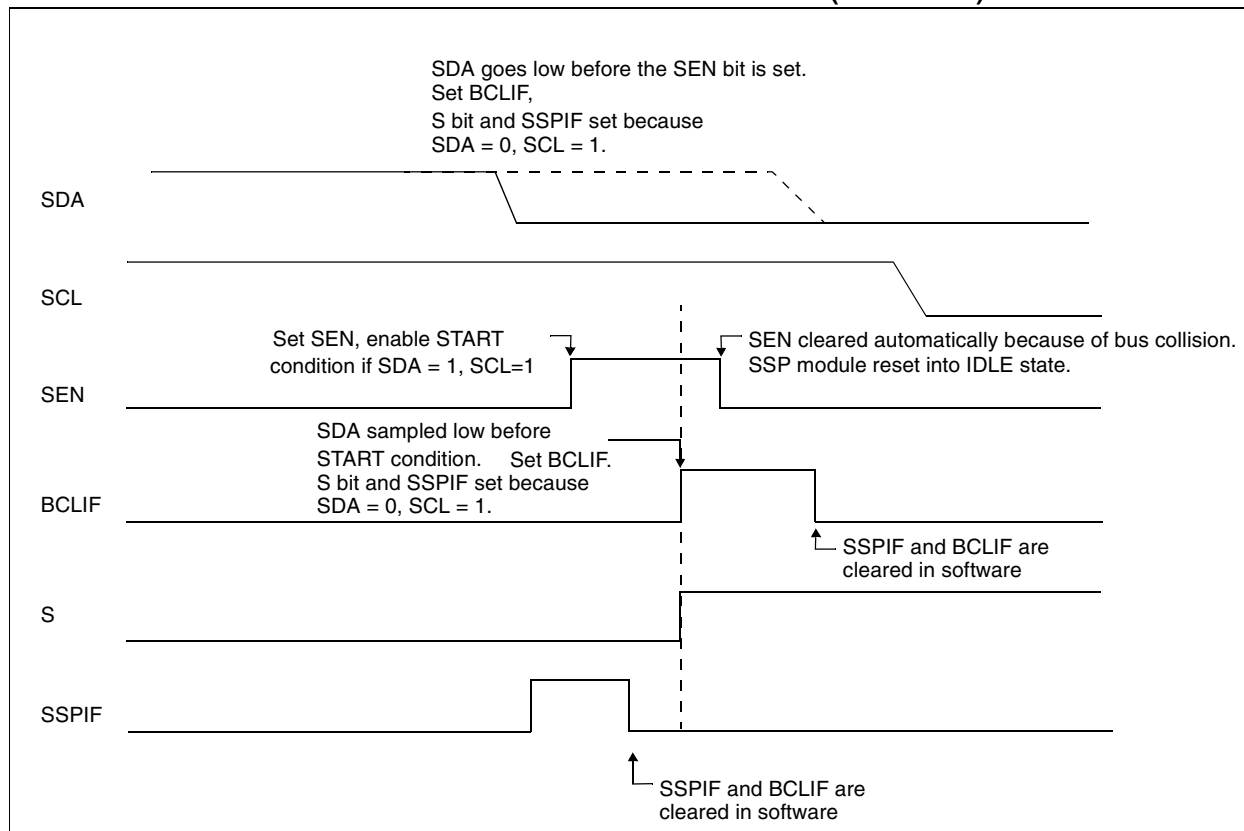 SDA goes low before the SEN bit is set.
Set BCLIF,
S bit and SSPIF set because
SDA = 0, SCL = 1.
SDA
SCL
Set SEN, enable START
condition if SDA = 1, SCL=1
SEN cleared automatically because of bus collision.
SSP module reset into IDLE state.
SEN
SDA sampled low before
START condition. Set BCLIF.
S bit and SSPIF set because
SDA = 0, SCL = 1.
BCLIF
SSPIF and BCLIF are
cleared in software
S
SSPIF
SSPIF and BCLIF are
cleared in software